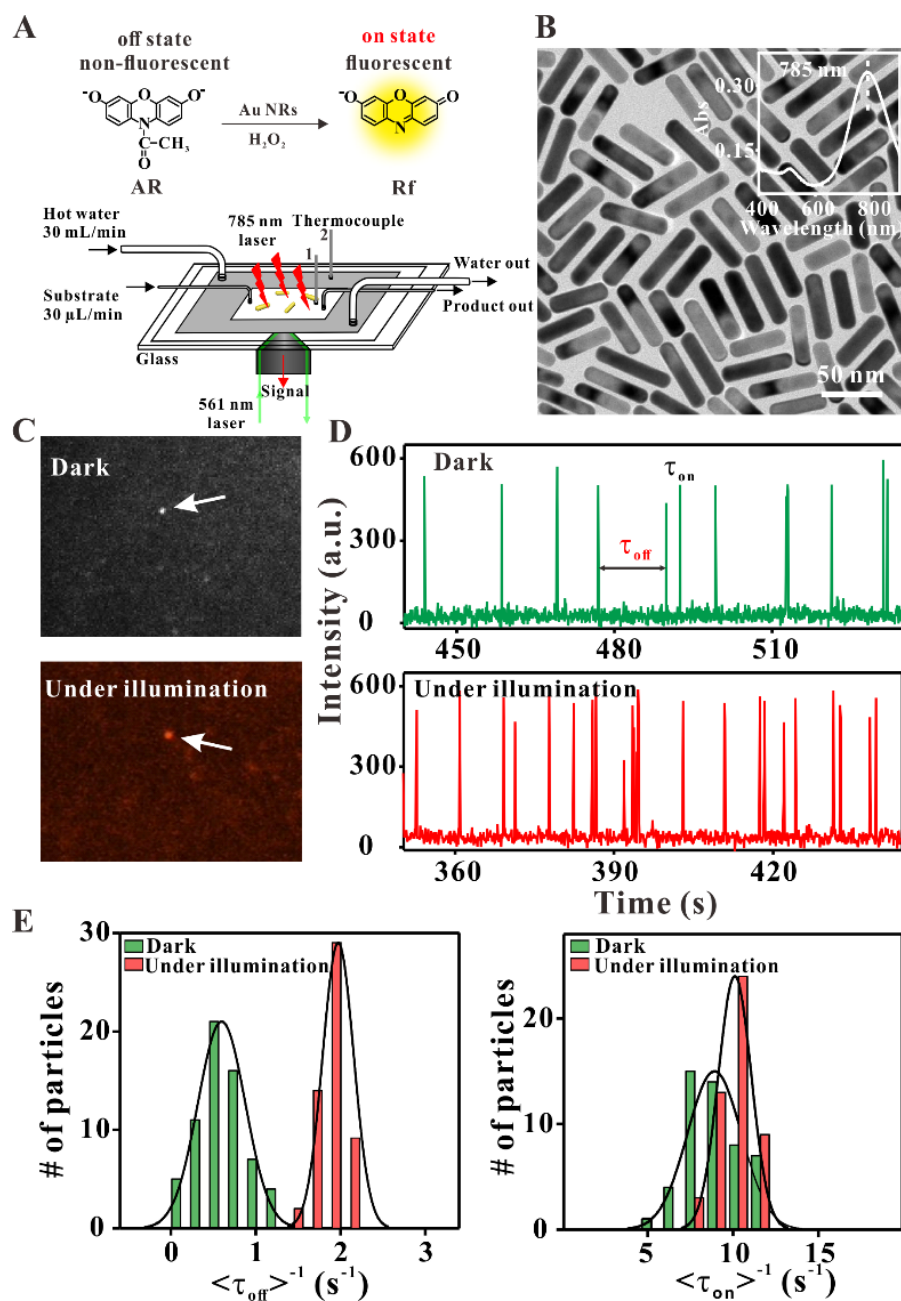 A
off state
non-fluorescent
on state
fluorescent
⁻O
O
O⁻
N
C
CH₃
O
Au NRs
H₂O₂
⁻O
O
O
N
AR
Rf
Hot water
30 mL/min
785 nm
laser
Thermocouple
2
1
Water out
Substrate
30 µL/min
Product out
Glass
Signal
561 nm
laser
B
785 nm
0.30
Abs
0.15
400 600 800
Wavelength (nm)
50 nm
C
Dark
Under illumination
D
Intensity (a.u.)
600
300
0
Dark
τon
τoff
450 480 510
600
300
0
Under illumination
360 390 420
Time (s)
E
# of particles
30
20
10
0
Dark
Under illumination
0 1 2 3
<τoff>⁻¹ (s⁻¹)
# of particles
20
10
0
Dark
Under illumination
5 10 15
<τon>⁻¹ (s⁻¹)